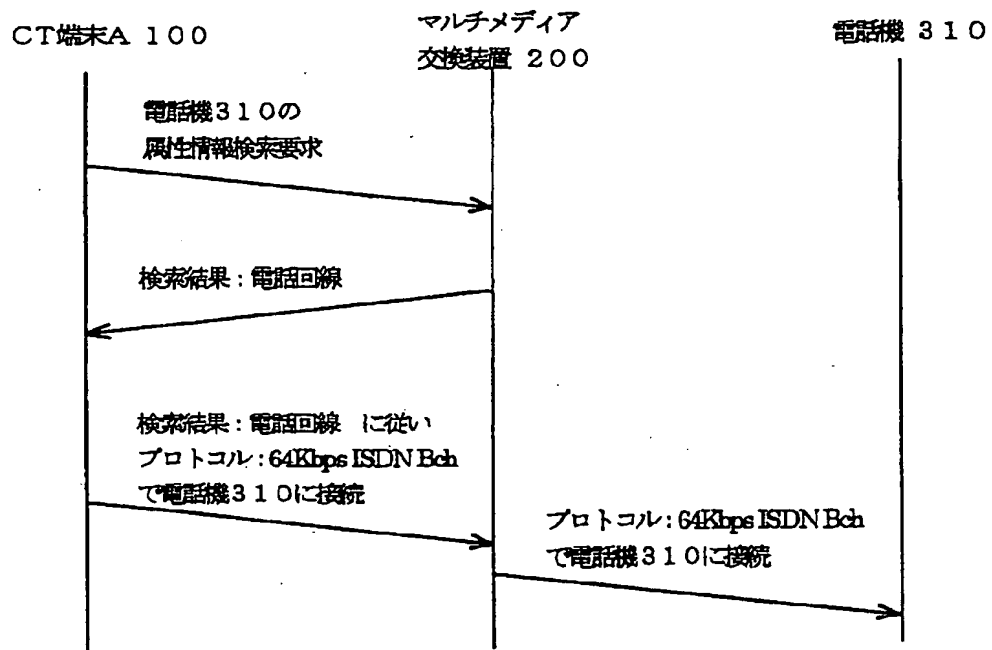 CT端末A 100
マルチメディア
交換装置 200
電話機 310
電話機310の
属性情報検索要求
検索結果:電話回線
検索結果:電話回線 に従い
プロトコル:64Kbps ISDN Bch
で電話機310に接続
プロトコル:64Kbps ISDN Bch
で電話機310に接続